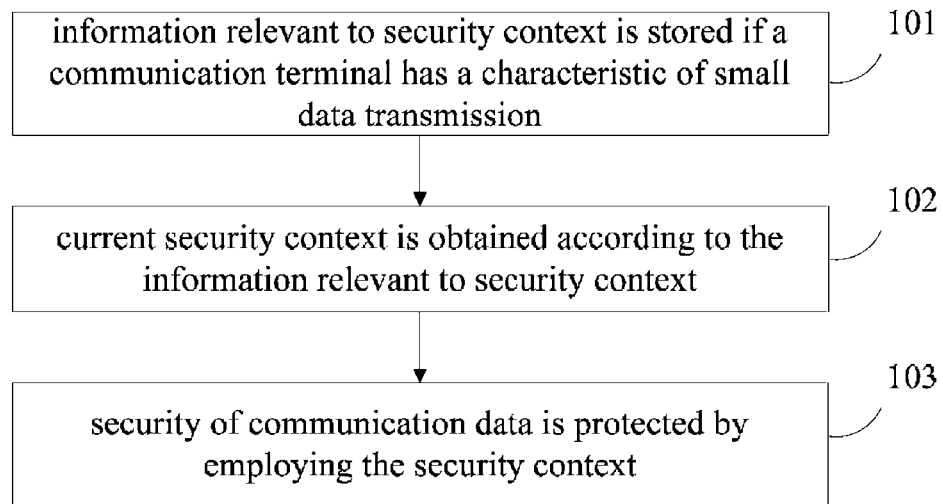 information relevant to security context is stored if a
communication terminal has a characteristic of small
data transmission
101
current security context is obtained according to the
information relevant to security context
102
security of communication data is protected by
employing the security context
103